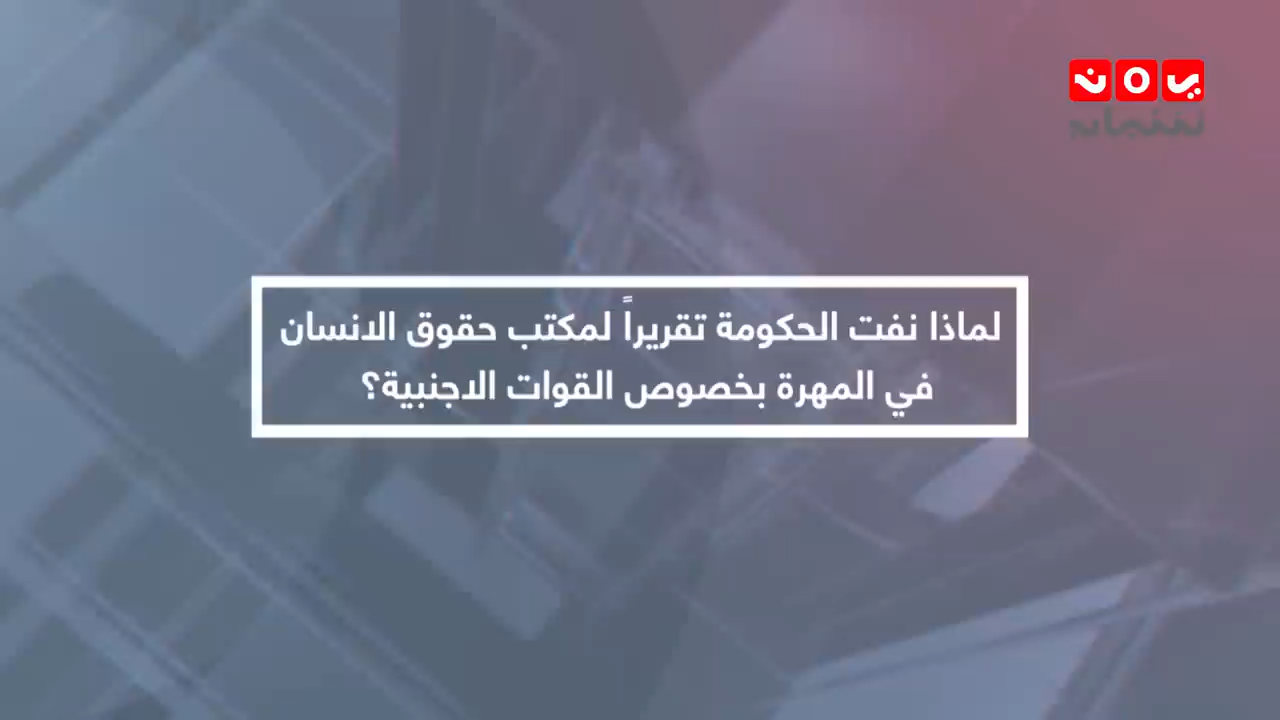 لماذا نفت الحكومة تقريراً لمكتب حقوق الانسان
في المهرة بخصوص القوات الاجنبية؟